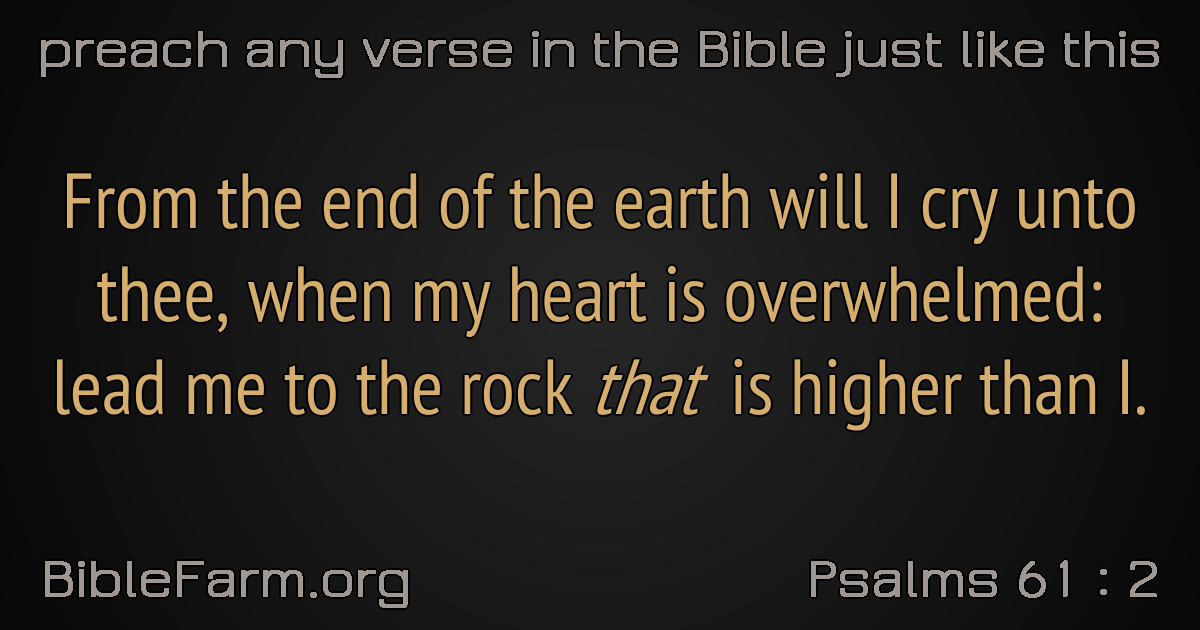 preach any verse in the Bible just like this
From the end of the earth will I cry unto
thee, when my heart is overwhelmed:
lead me to the rock that is higher than I.
BibleFarm.org
Psalms 61 : 2